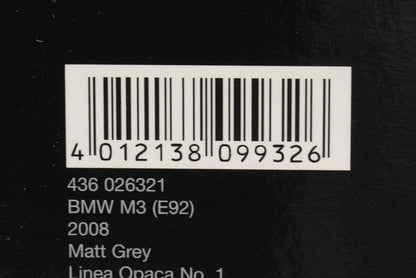 4 012138 099326
436 026321
BMW M3 (E92)
2008
Matt Grey
Linea Opaca No. 1